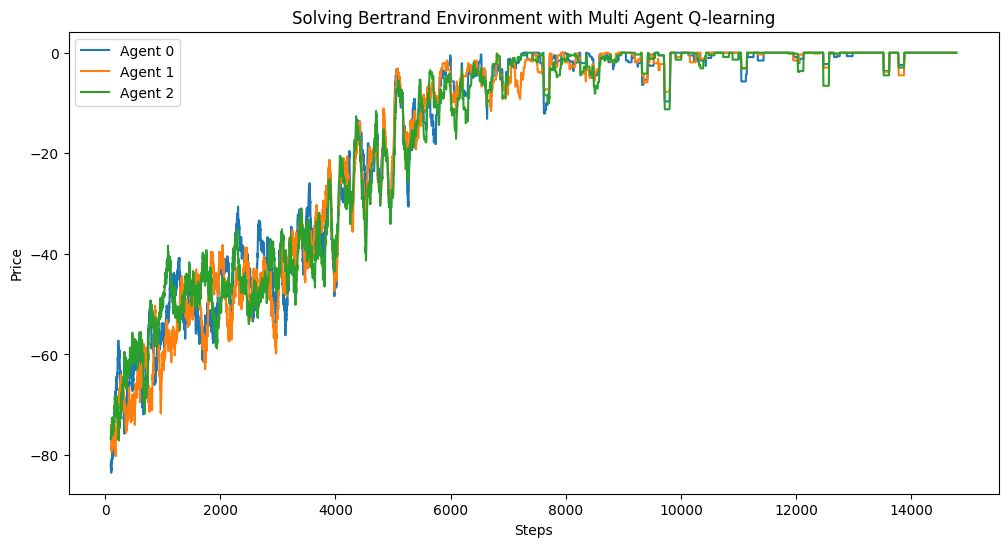 Solving Bertrand Environment with Multi Agent Q-learning
Agent 0
Agent 1
Agent 2
0
−20
−40
−60
−80
Price
0 2000 4000 6000 8000 10000 12000 14000
Steps